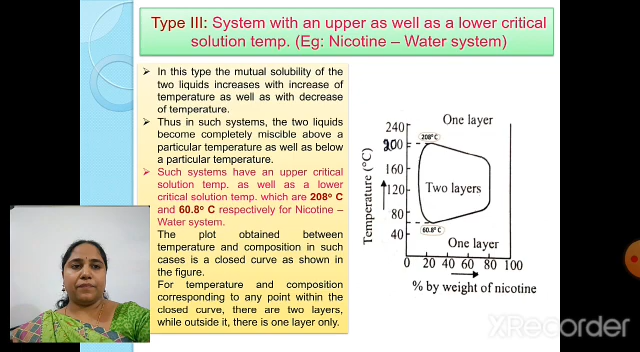 Type III: System with an upper as well as a lower critical
solution temp. (Eg: Nicotine – Water system)
➢ In this type the mutual solubility of the
two liquids increases with increase of
temperature as well as with decrease
of temperature.
➢ Thus in such systems, the two liquids
become completely miscible above a
particular temperature as well as below
a particular temperature.
➢ Such systems have an upper critical
solution temp. as well as a lower
critical solution temp. which are 208° C
and 60.8° C respectively for Nicotine –
Water system.
The plot obtained between
temperature and composition in such
cases is a closed curve as shown in
the figure.
For temperature and composition
corresponding to any point within the
closed curve, there are two layers,
while outside it, there is one layer only.
One layer
240
200
160
120
80
40
208° C
Two layers
60.8° C
One layer
Temperature (°C)
0 20 40 60 80 100
% by weight of nicotine
XRecorder